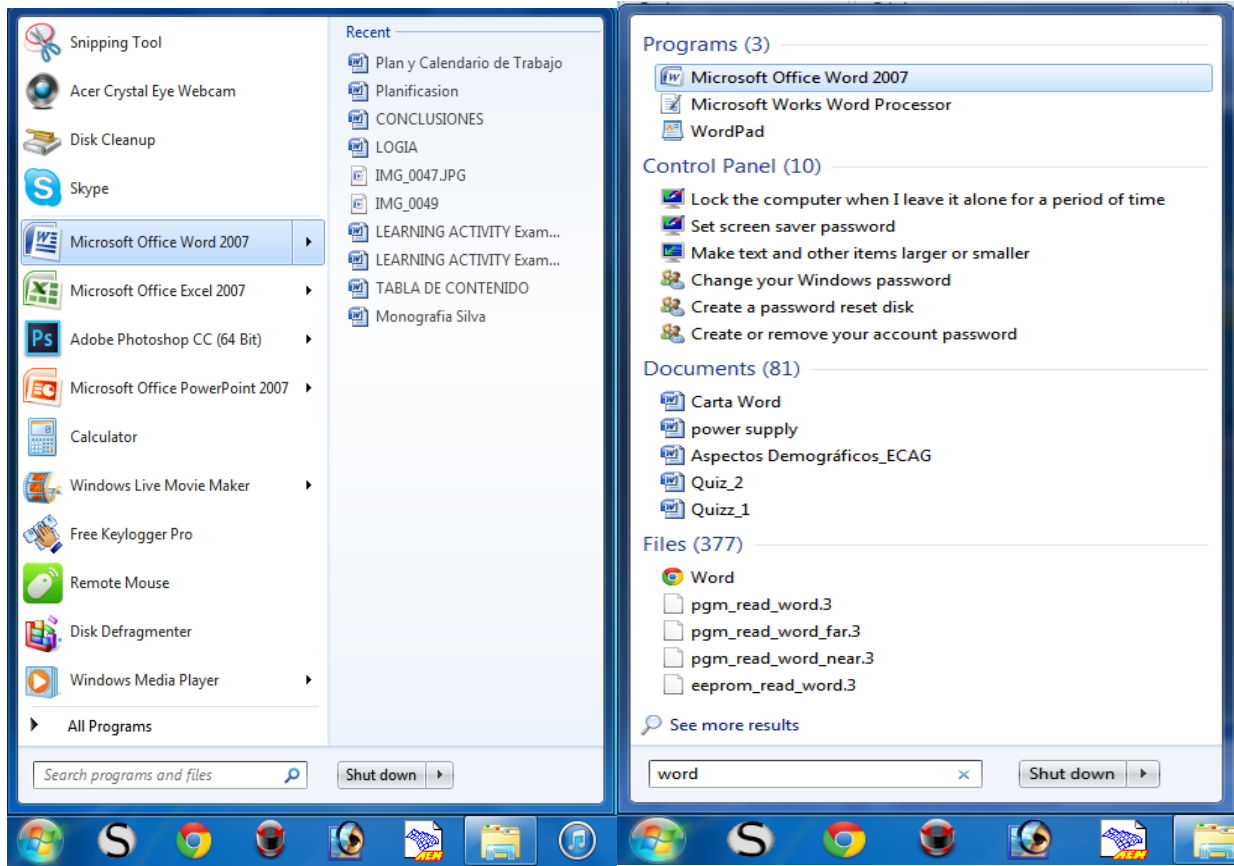 Snipping Tool
Acer Crystal Eye Webcam
Disk Cleanup
Skype
Microsoft Office Word 2007
Microsoft Office Excel 2007
Ps
Adobe Photoshop CC (64 Bit)
Microsoft Office PowerPoint 2007
Calculator
Windows Live Movie Maker
Free Keylogger Pro
Remote Mouse
Disk Defragmenter
Windows Media Player
All Programs
Search programs and files
Recent
Plan y Calendario de Trabajo
Planificasion
CONCLUSIONES
LOGIA
IMG_0047.JPG
IMG_0049
LEARNING ACTIVITY Exam...
LEARNING ACTIVITY Exam...
TABLA DE CONTENIDO
Monografia Silva
Shut down
AEM
Programs (3)
Microsoft Office Word 2007
Microsoft Works Word Processor
WordPad
Control Panel (10)
Lock the computer when I leave it alone for a period of time
Set screen saver password
Make text and other items larger or smaller
Change your Windows password
Create a password reset disk
Create or remove your account password
Documents (81)
Carta Word
power supply
Aspectos Demográficos_ECAG
Quiz_2
Quizz_1
Files (377)
Word
pgm_read_word.3
pgm_read_word_far.3
pgm_read_word_near.3
eeprom_read_word.3
See more results
word
Shut down
AEM